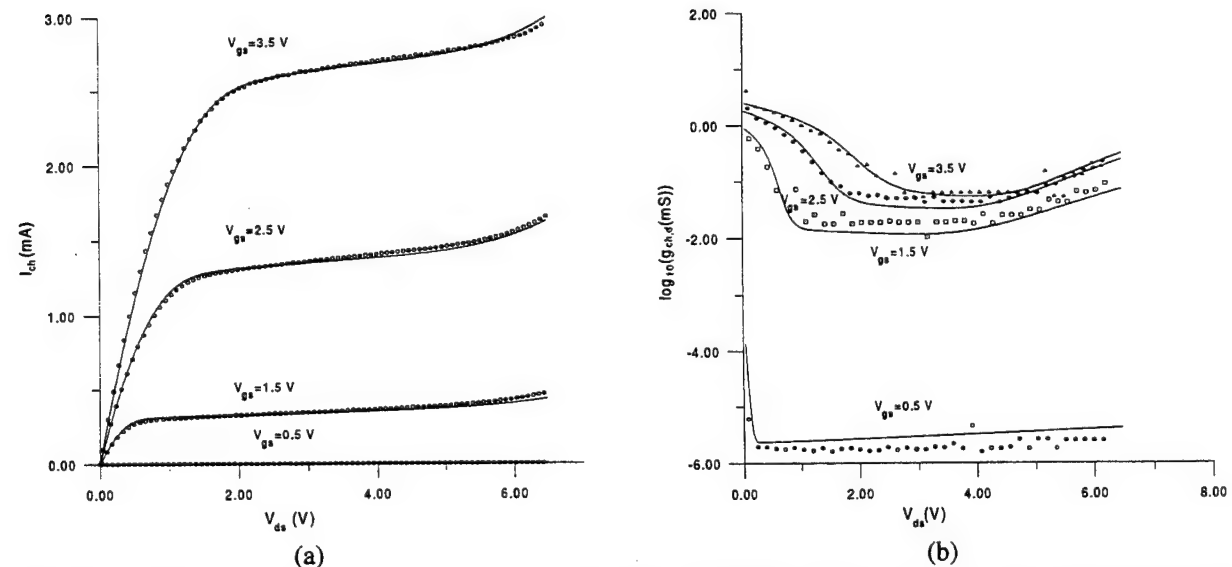 3.00
2.00
1.00
0.00
I_ch (mA)
V_gs=3.5 V
V_gs=2.5 V
V_gs=1.5 V
V_gs=0.5 V
0.00 2.00 4.00 6.00
V_ds (V)
(a)
2.00
0.00
-2.00
-4.00
-6.00
log_10(g_ch,d(mS))
V_gs=3.5 V
V_gs=2.5 V
V_gs=1.5 V
V_gs=0.5 V
0.00 2.00 4.00 6.00 8.00
V_ds(V)
(b)